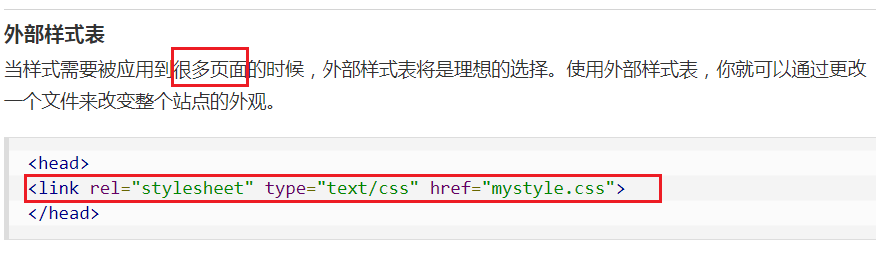 外部样式表
当样式需要被应用到很多页面的时候，外部样式表将是理想的选择。使用外部样式表，你就可以通过更改
一个文件来改变整个站点的外观。
<head>
<link rel="stylesheet" type="text/css" href="mystyle.css">
</head>